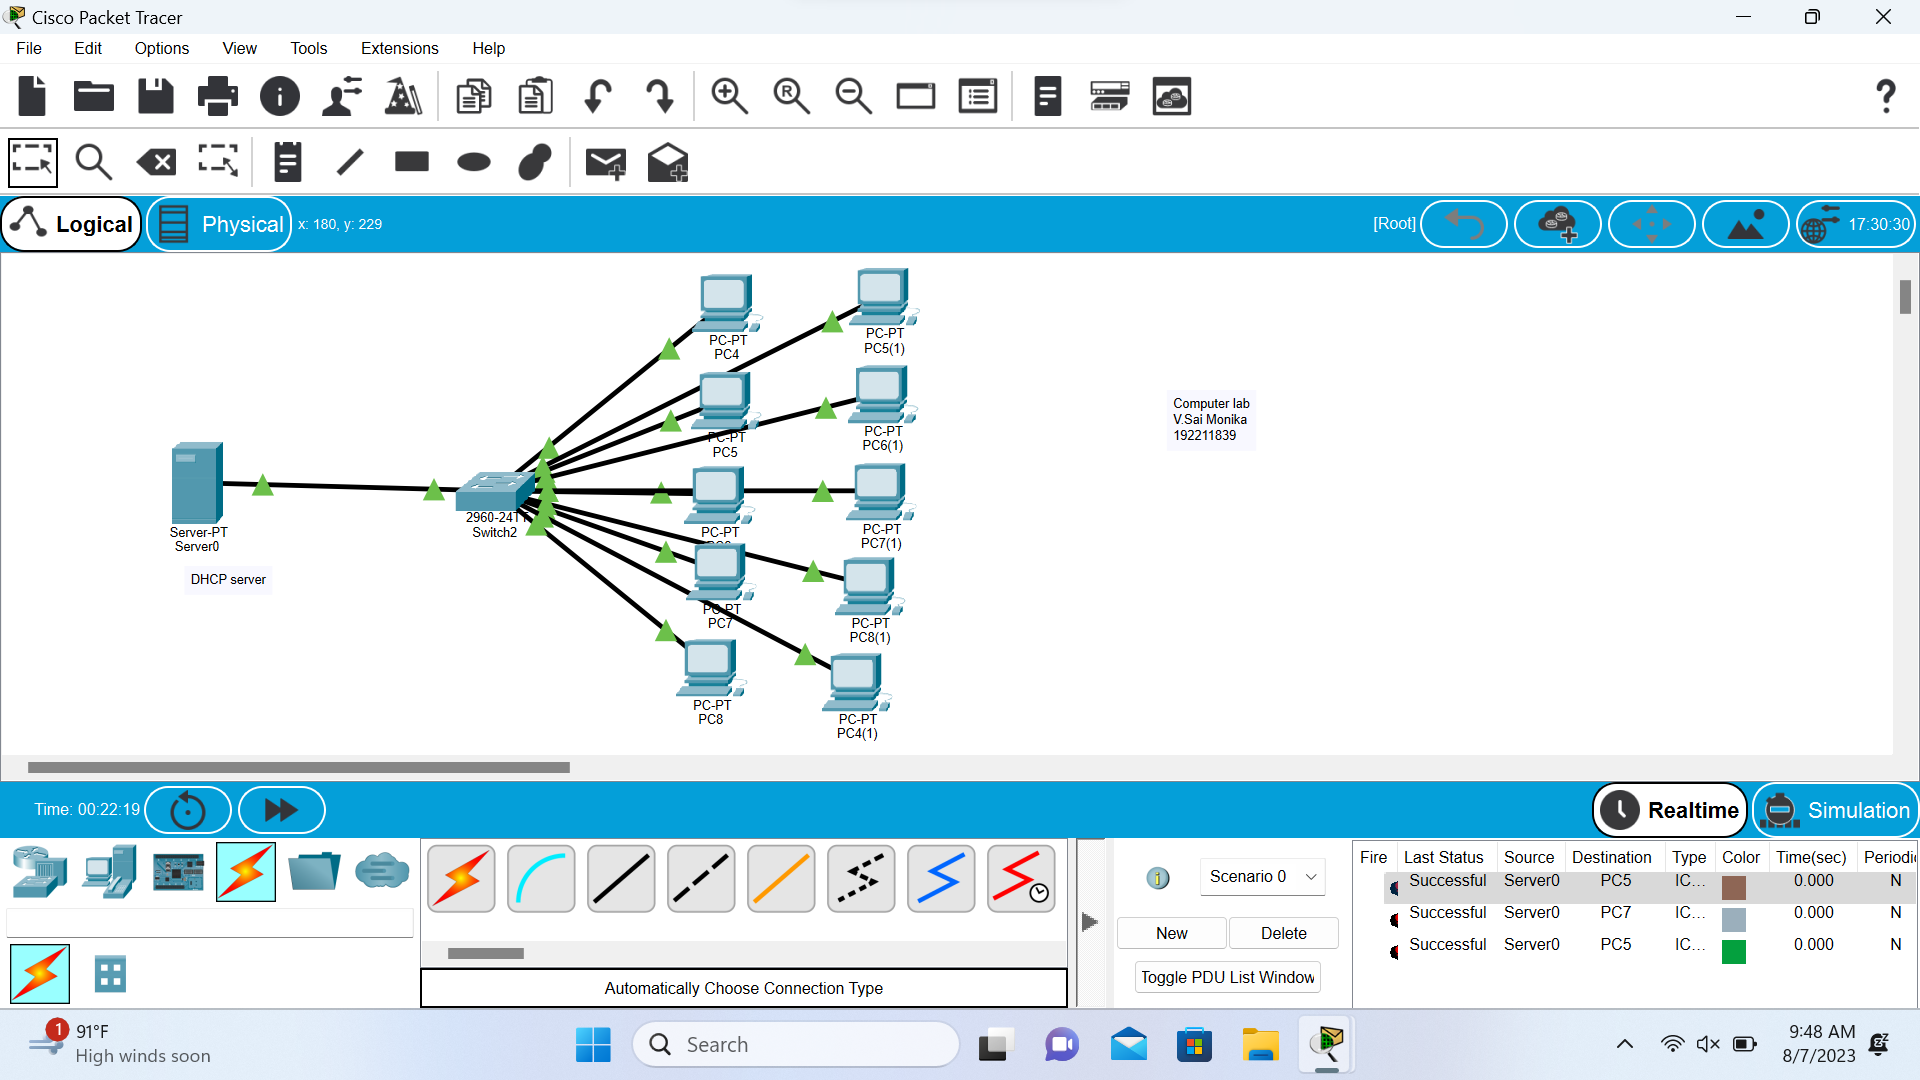 Cisco Packet Tracer
File Edit Options View Tools Extensions Help
Logical Physical x: 180, y: 229 [Root] 17:30:30
PC-PT
PC4
PC-PT
PC5(1)
PC-PT
PC5
PC-PT
PC6(1)
Computer lab
V.Sai Monika
192211839
Server-PT
Server0
DHCP server
2960-24TT
Switch2
PC-PT
PC-PT
PC7(1)
PC-PT
PC7
PC-PT
PC8(1)
PC-PT
PC8
PC-PT
PC4(1)
Time: 00:22:19 Realtime Simulation
Scenario 0
New Delete
Toggle PDU List Window
Automatically Choose Connection Type
Fire Last Status Source Destination Type Color Time(sec) Periodic
Successful Server0 PC5 IC... 0.000 N
Successful Server0 PC7 IC... 0.000 N
Successful Server0 PC5 IC... 0.000 N
1 91°F
High winds soon
Search
9:48 AM
8/7/2023